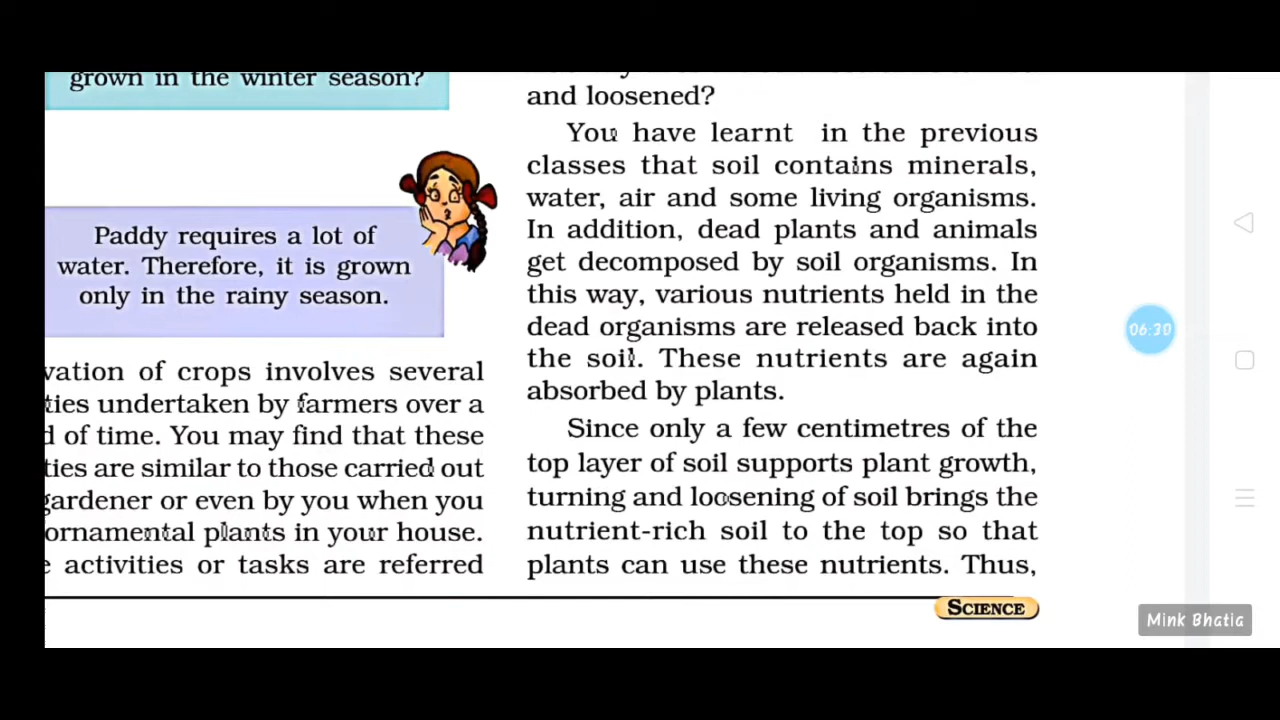 grown in the winter season?
Paddy requires a lot of
water. Therefore, it is grown
only in the rainy season.
vation of crops involves several
ties undertaken by farmers over a
d of time. You may find that these
ties are similar to those carried out
gardener or even by you when you
ornamental plants in your house.
e activities or tasks are referred
and loosened?
You have learnt in the previous
classes that soil contains minerals,
water, air and some living organisms.
In addition, dead plants and animals
get decomposed by soil organisms. In
this way, various nutrients held in the
dead organisms are released back into
the soil. These nutrients are again
absorbed by plants.
Since only a few centimetres of the
top layer of soil supports plant growth,
turning and loosening of soil brings the
nutrient-rich soil to the top so that
plants can use these nutrients. Thus,
SCIENCE
06:30
Mink Bhatia